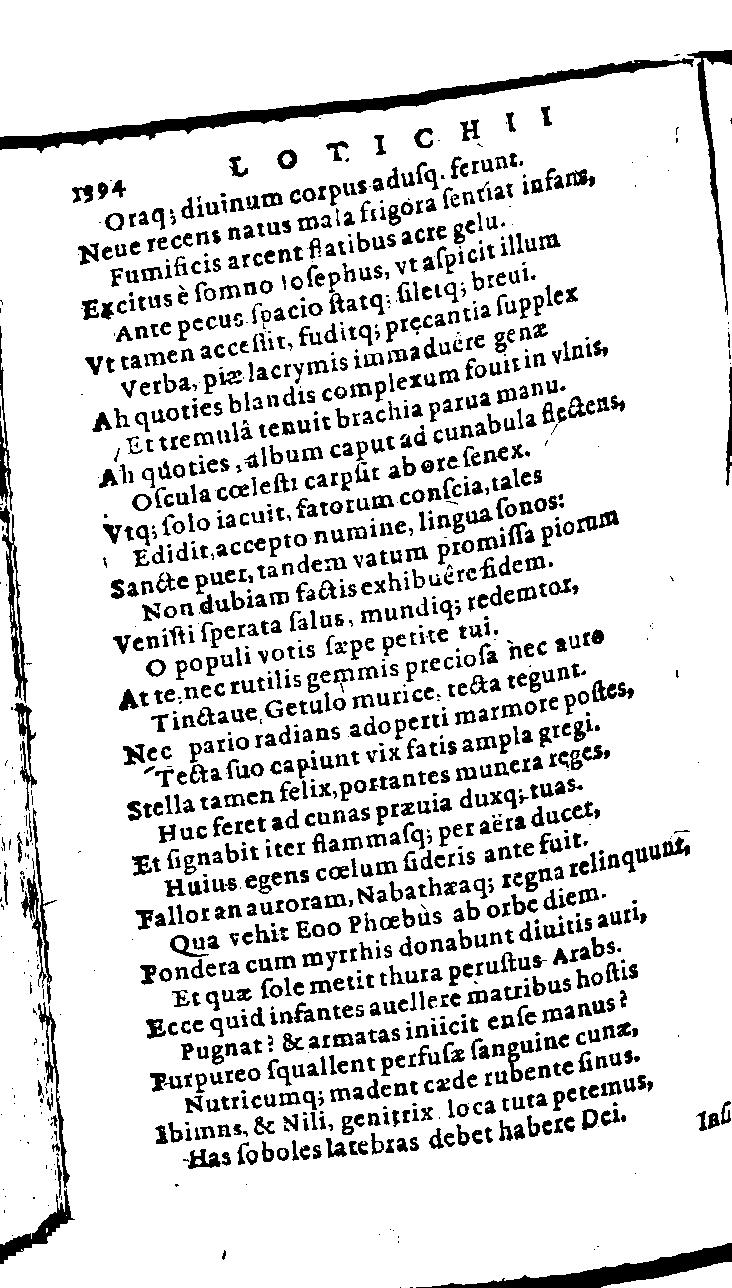 1394 LOTICHII
Oraq; diuinum corpus aduſq. ferunt.
Neue recens natus mala frigora ſentiat infans,
Fumificis arcent flatibus acre gelu.
Excitus è ſomno Ioſephus, vt aſpicit illum
Ante pecus ſpacio ſtatq; ſiletq; breui.
Vt tamen acceſſit, fuditq; precantia ſupplex
Verba, piæ lacrymis immaduêre genæ
Ah quoties blandis complexum fouit in vlnis,
Et tremulâ tenuit brachia parua manu.
Ah quoties, album caput ad cunabula flectens,
Oſcula cœleſti carpſit ab ore ſenex.
Vtq; ſolo iacuit, fatorum conſcia, tales
Edidit, accepto numine, lingua ſonos:
Sancte puer, tandem vatum promiſſa piorum
Non dubiam factis exhibuêre fidem.
Veniſti ſperata ſalus, mundiq; redemtor,
O populi votis ſæpe petite tui.
At te, nec rutilis gemmis precioſa nec auro
Tinctaue, Getulo murice, tecta tegunt.
Nec pario radians adoperti marmore poſtes,
Tecta ſuo capiunt vix fatis ampla gregi.
Stella tamen felix, portantes munera reges,
Huc feret ad cunas præuia duxq; tuas.
Et ſignabit iter flammaſq; per aëra ducet,
Huius egens cœlum ſideris ante fuit.
Fallor an auroram, Nabathæaq; regna relinquunt,
Qua vehit Eoo Phœbus ab orbe diem.
Pondera cum myrrhis donabunt diuitis auri,
Et quæ ſole metit thura peruſtus Arabs.
Ecce quid infantes auellere matribus hoſtis
Pugnat? & armatas iniicit enſe manus?
Purpureo ſquallent perfuſæ ſanguine cunæ,
Nutricumq; madent cæde rubente ſinus.
Ibimns, & Nili, genitrix loca tuta petemus,
Has ſoboles latebras debet habere Dei.
Inſi